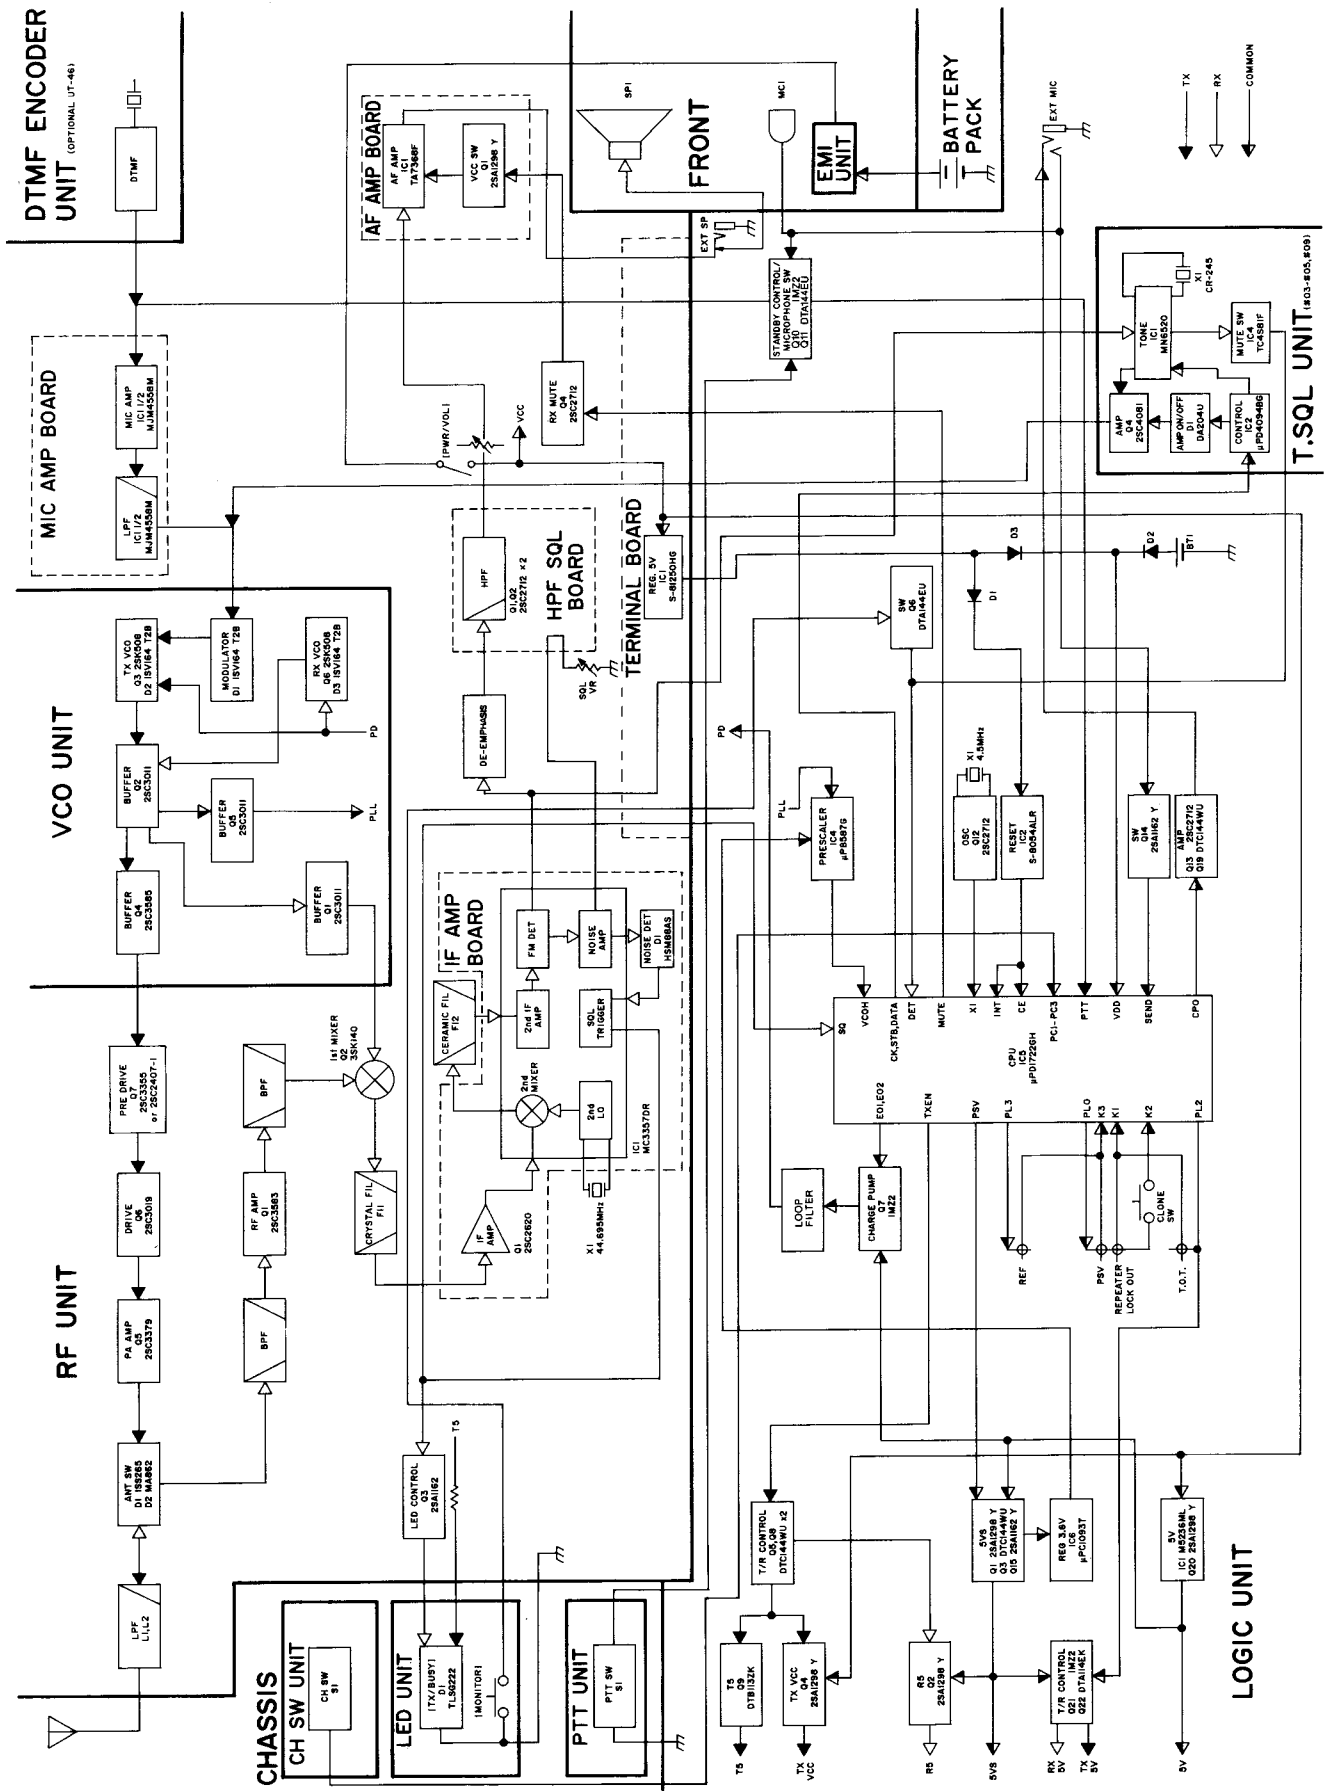 DTMF ENCODER
UNIT (OPTIONAL UT-46)
DTMF
MIC AMP BOARD
MIC AMP
IC1 1/2
MJM4558M
LPF
IC1 1/2
MJM4558M
VCO UNIT
TX VCO
Q3 2SK508
D2 ISV164 T2B
MODULATOR
D1 ISV164 T2B
RX VCO
Q6 2SK508
D3 ISV164 T2B
BUFFER
Q2
2SC3011
BUFFER
Q5
2SC3011
BUFFER
Q4
2SC3585
BUFFER
Q1
2SC3011
PD
PLL
RF UNIT
PRE DRIVE
Q7
2SC3355
or 2SC2407-1
DRIVE
Q6
2SC3019
PA AMP
Q5
2SC3379
ANT SW
D1 ISS265
D2 MA862
LPF
L1,L2
BPF
RF AMP
Q1
2SC3583
BPF
1st MIXER
Q2
3SK140
CRYSTAL FIL
FI1
AF AMP BOARD
AF AMP
IC1
TA7368F
VCC SW
Q1
2SA1298 Y
[PWR/VOL]
VCC
RX MUTE
Q4
2SC2712
HPF SQL
BOARD
HPF
Q1,Q2
2SC2712 x2
SQL
VR
DE-EMPHASIS
IF AMP
BOARD
CERAMIC FIL
FI2
2nd IF
AMP
FM DET
NOISE
AMP
NOISE DET
D1
HSM88AS
SQL
TRIGGER
2nd
MIXER
2nd
LO
IC1
MC3357DR
IF
AMP
Q1
2SC2620
X1
44.695MHz
TERMINAL BOARD
REG. 5V
IC1
S-81250HG
EXT SP
FRONT
SP1
MC1
EMI
UNIT
BATTERY
PACK
EXT MIC
TX
RX
COMMON
STANDBY CONTROL/
MICROPHONE SW
Q10 IMZ2
Q11 DTA144EU
T.SQL UNIT (#03-#05,#09)
TONE
IC1
MN6520
X1
CR-245
MUTE SW
IC4
TC4S81F
AMP
Q4
2SC4081
AMP ON/OFF
D1
DA204U
CONTROL
IC2
µPD4094BG
SW
Q6
DTA144EU
D3
D1
D2
BT1
PD
PLL
PRESCALER
IC4
µPB587G
X1
4.5MHz
OSC
Q12
2SC2712
RESET
IC2
S-8054ALR
SW
Q14
2SA1162 Y
AMP
Q13 2SC2712
Q19 DTC144WU
SQ
VCOH
CK,STB,DATA
DET
MUTE
X1
INT
CE
PC1-PC3
PTT
VDD
SEND
CPO
CPU
IC5
µPD1722GH
EO1,EO2
TXEN
PSV
PL3
PLO
K3
K1
K2
PL2
LOOP
FILTER
CHARGE PUMP
Q7
IMZ2
REF
PSV
REPEATER
LOCK OUT
CLONE
SW
T.O.T.
CHASSIS
CH SW UNIT
CH SW
S1
LED UNIT
[TX/BUSY]
D1
TLSG222
[MONITOR]
LED CONTROL
Q3
2SA1162
T5
PTT UNIT
PTT SW
S1
T/R CONTROL
Q5,Q8
DTC144WU x2
T5
Q9
DTB113ZK
T5
TX VCC
Q4
2SA1298 Y
TX
VCC
R5
Q2
2SA1298 Y
R5
5VS
Q1 2SA1298 Y
Q3 DTC144WU
Q15 2SA1162 Y
REG 3.6V
IC6
µPC1093T
5VS
T/R CONTROL
Q21 IMZ2
Q22 DTA114EK
RX
5V
TX
5V
5V
IC1 M5236ML
Q20 2SA1298 Y
5V
LOGIC UNIT